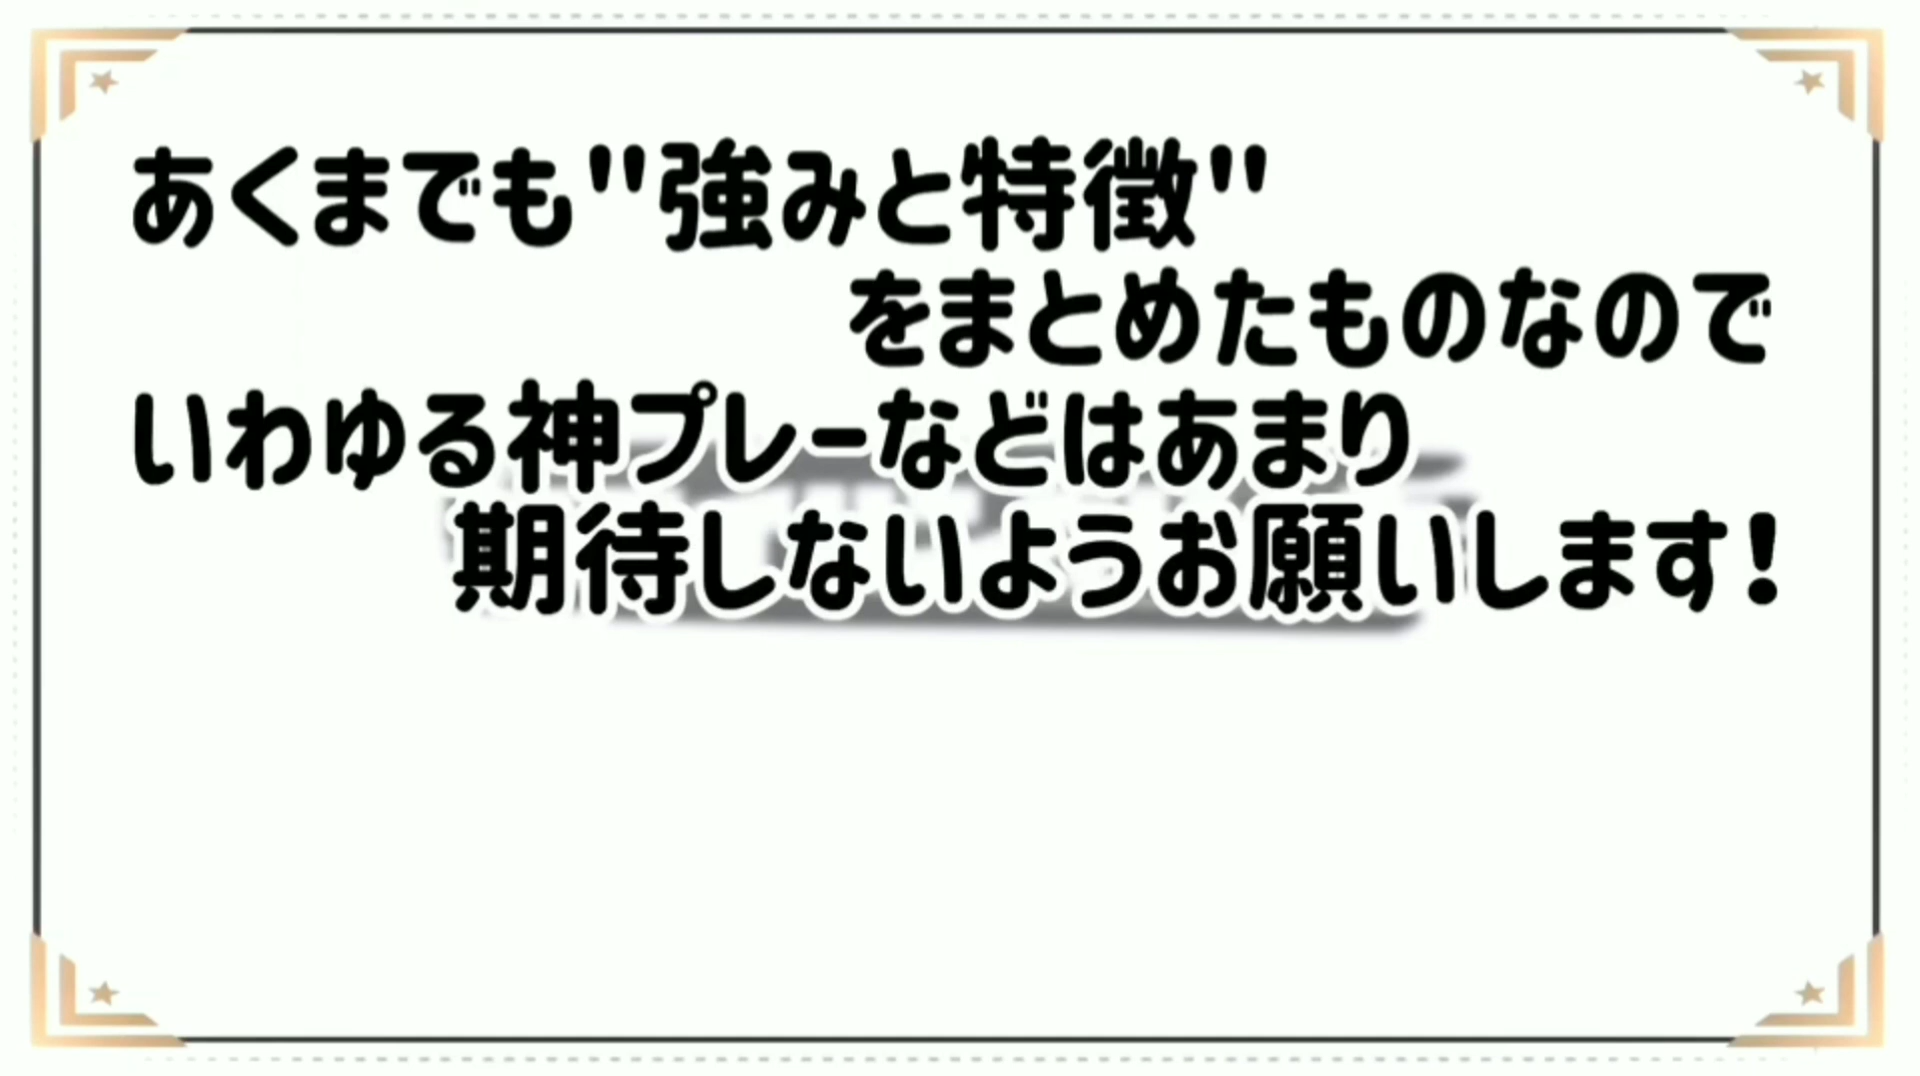 あくまでも"強みと特徴"
をまとめたものなので
いわゆる神プレーなどはあまり
期待しないようお願いします!